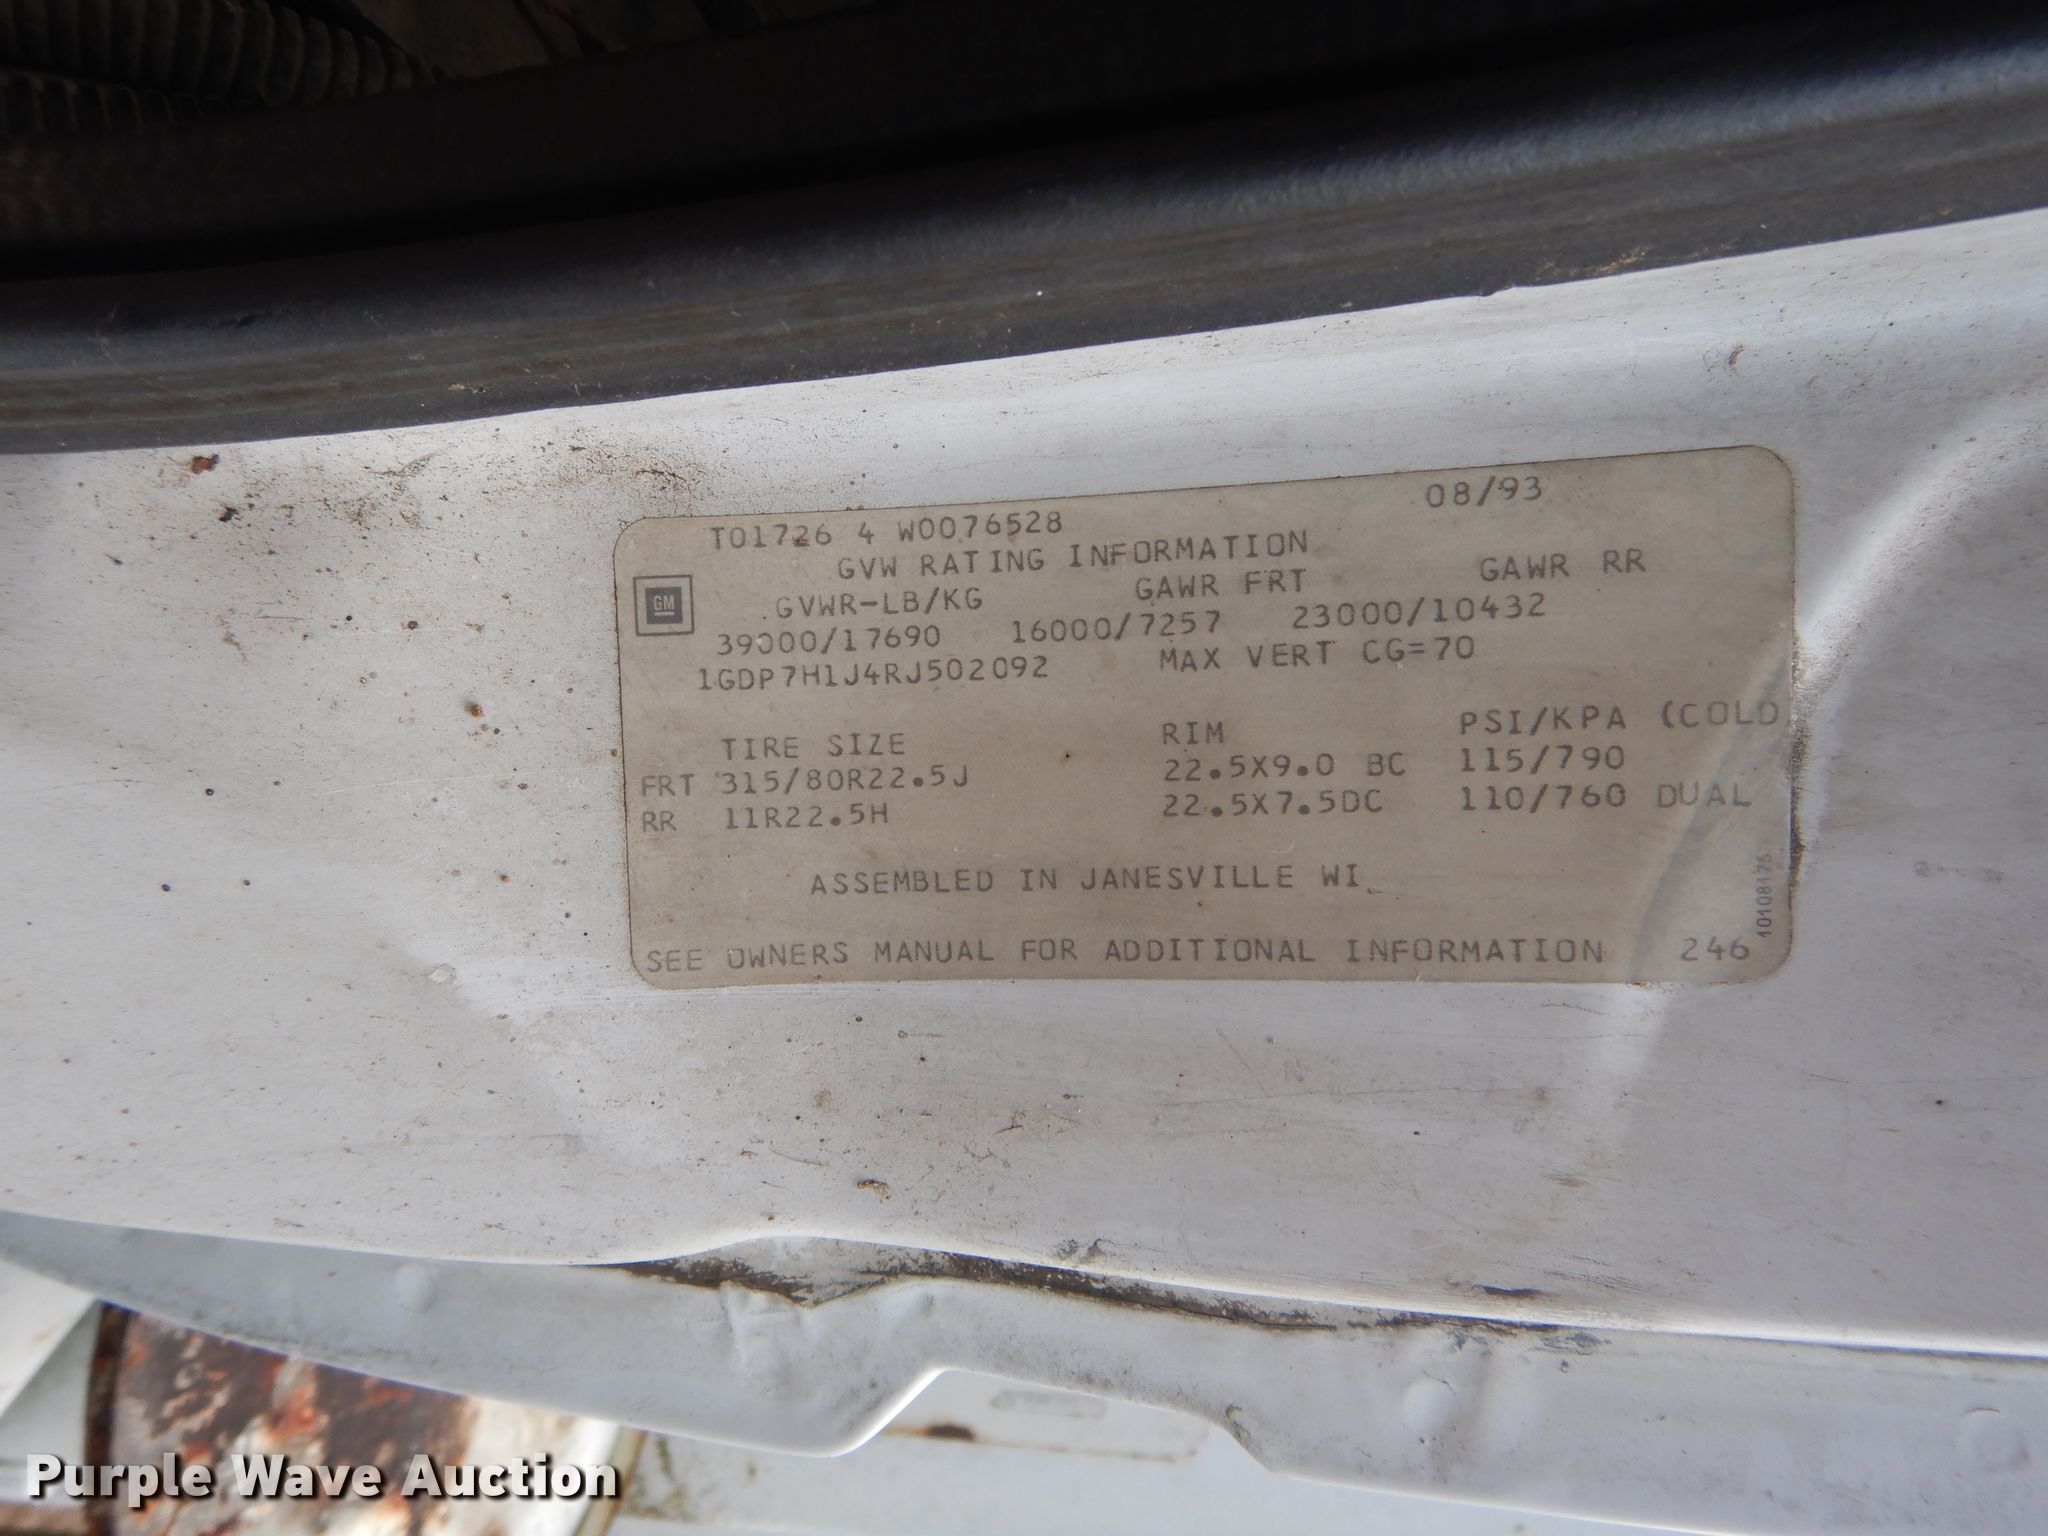 T01726 4 W0076528 08/93
GVW RATING INFORMATION
GM
GVWR-LB/KG GAWR FRT GAWR RR
39000/17690 16000/7257 23000/10432
1GDP7H1J4RJ502092 MAX VERT CG=70
TIRE SIZE RIM PSI/KPA (COLD
FRT 315/80R22.5J 22.5X9.0 BC 115/790
RR 11R22.5H 22.5X7.5DC 110/760 DUAL
ASSEMBLED IN JANESVILLE WI.
SEE OWNERS MANUAL FOR ADDITIONAL INFORMATION 246
10108175
Purple Wave Auction